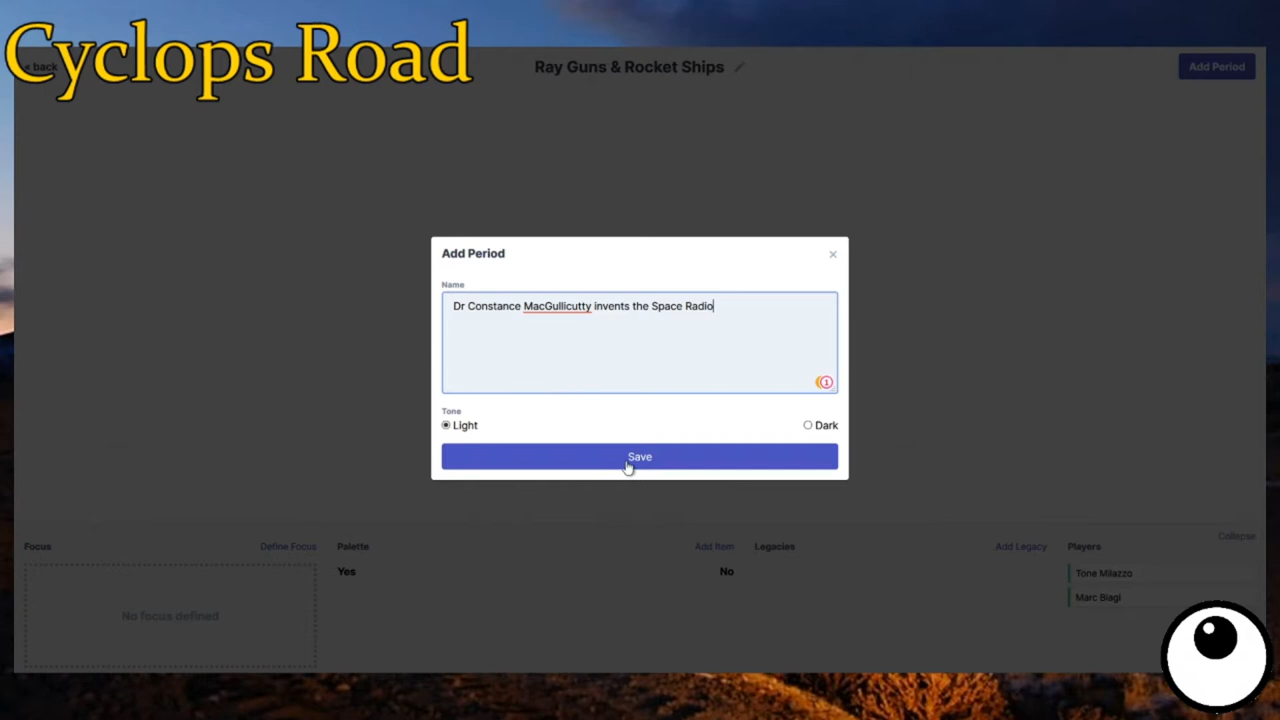 Cyclops Road
< back
Ray Guns & Rocket Ships
Add Period
Add Period
×
Name
Dr Constance MacGullicutty invents the Space Radio
1
Tone
Light
Dark
Save
Collapse
Focus
Define Focus
Palette
Add Item
Legacies
Add Legacy
Players
Yes
No
Tone Milazzo
No focus defined
Marc Biagi